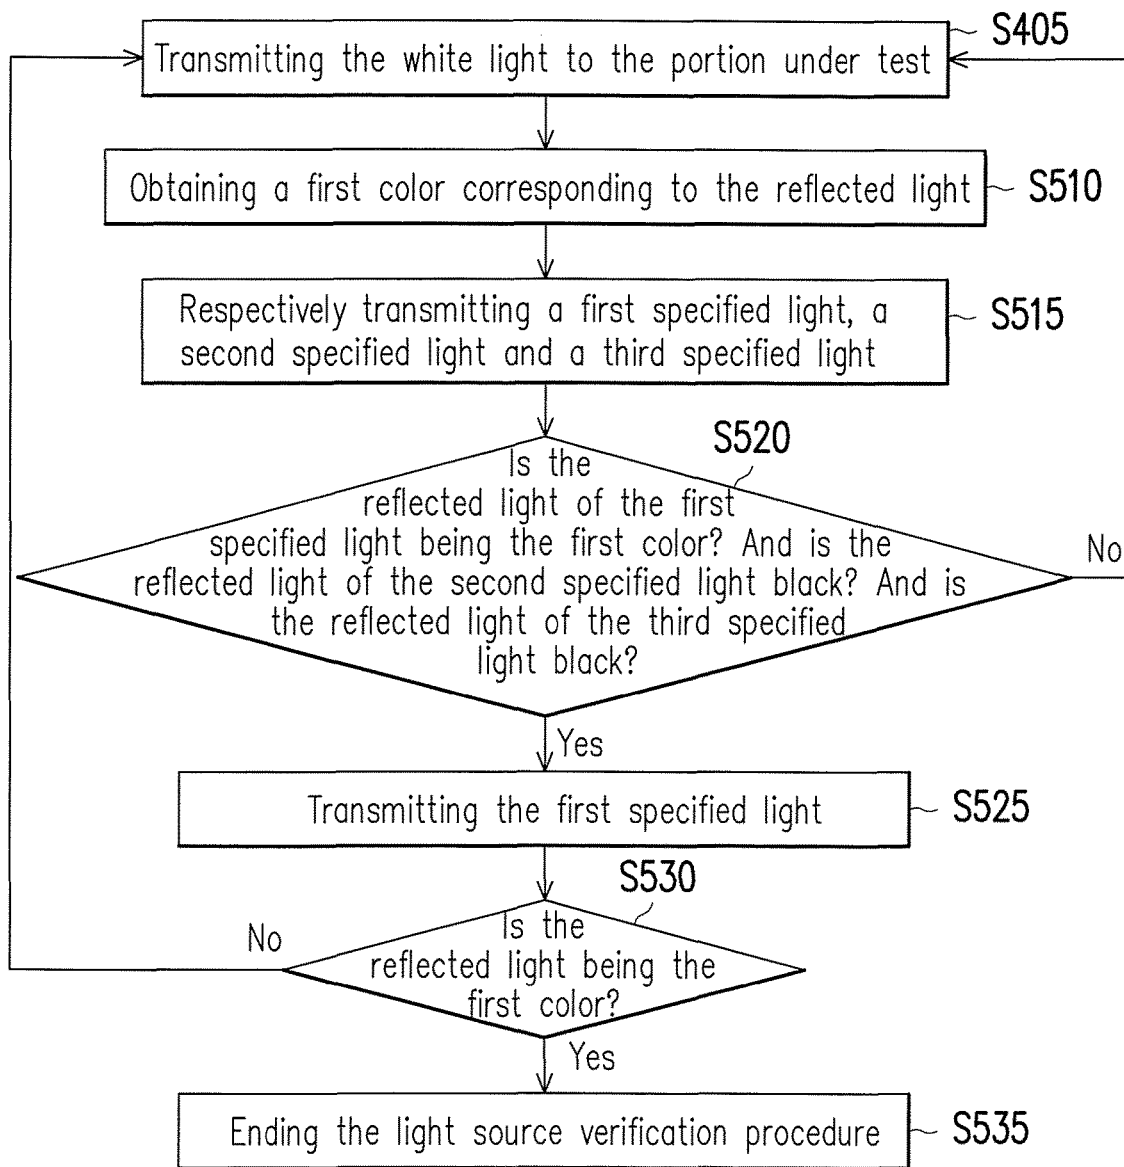 Transmitting the white light to the portion under test
S405
Obtaining a first color corresponding to the reflected light
S510
Respectively transmitting a first specified light, a
second specified light and a third specified light
S515
S520
Is the
reflected light of the first
specified light being the first color? And is the
reflected light of the second specified light black? And is
the reflected light of the third specified
light black?
No
Yes
Transmitting the first specified light
S525
S530
Is the
reflected light being the
first color?
No
Yes
Ending the light source verification procedure
S535